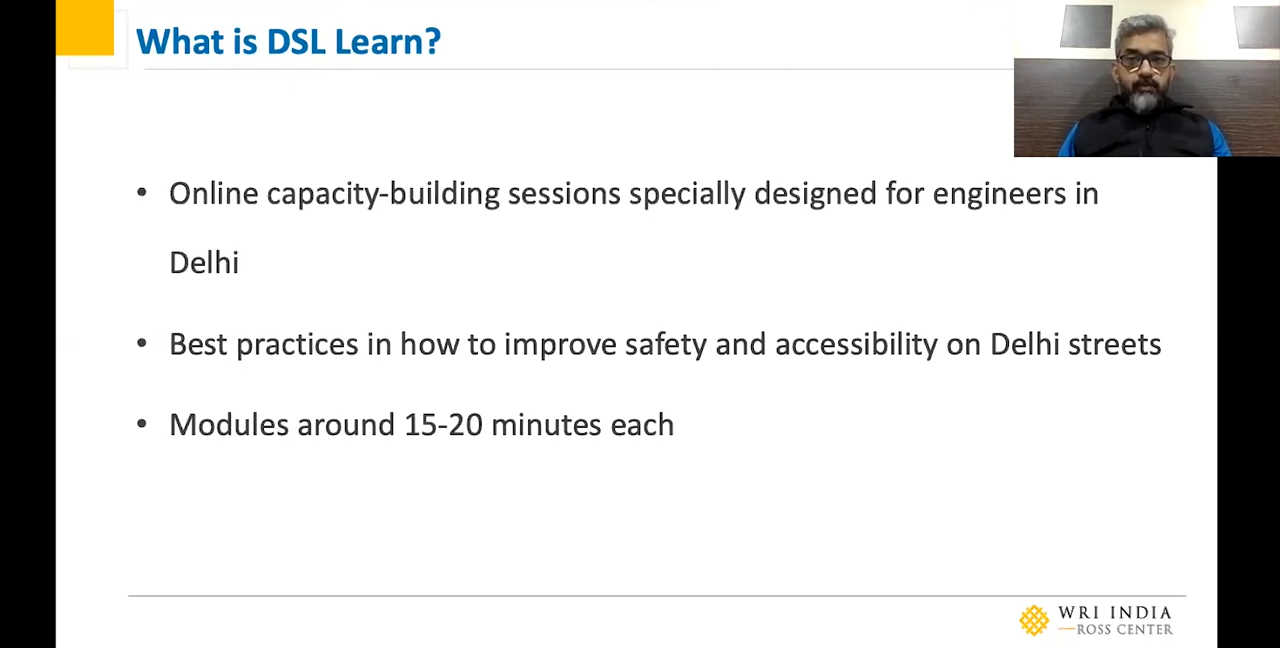 What is DSL Learn?
• Online capacity-building sessions specially designed for engineers in
Delhi
• Best practices in how to improve safety and accessibility on Delhi streets
• Modules around 15-20 minutes each
WRI INDIA
ROSS CENTER